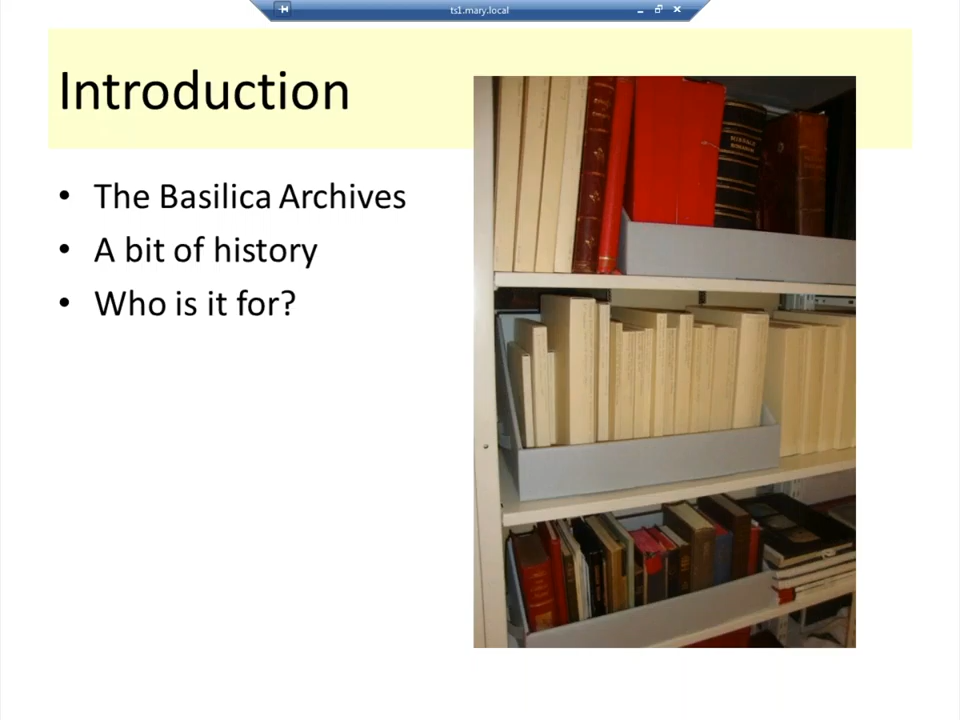 ts1.mary.local
Introduction
• The Basilica Archives
• A bit of history
• Who is it for?